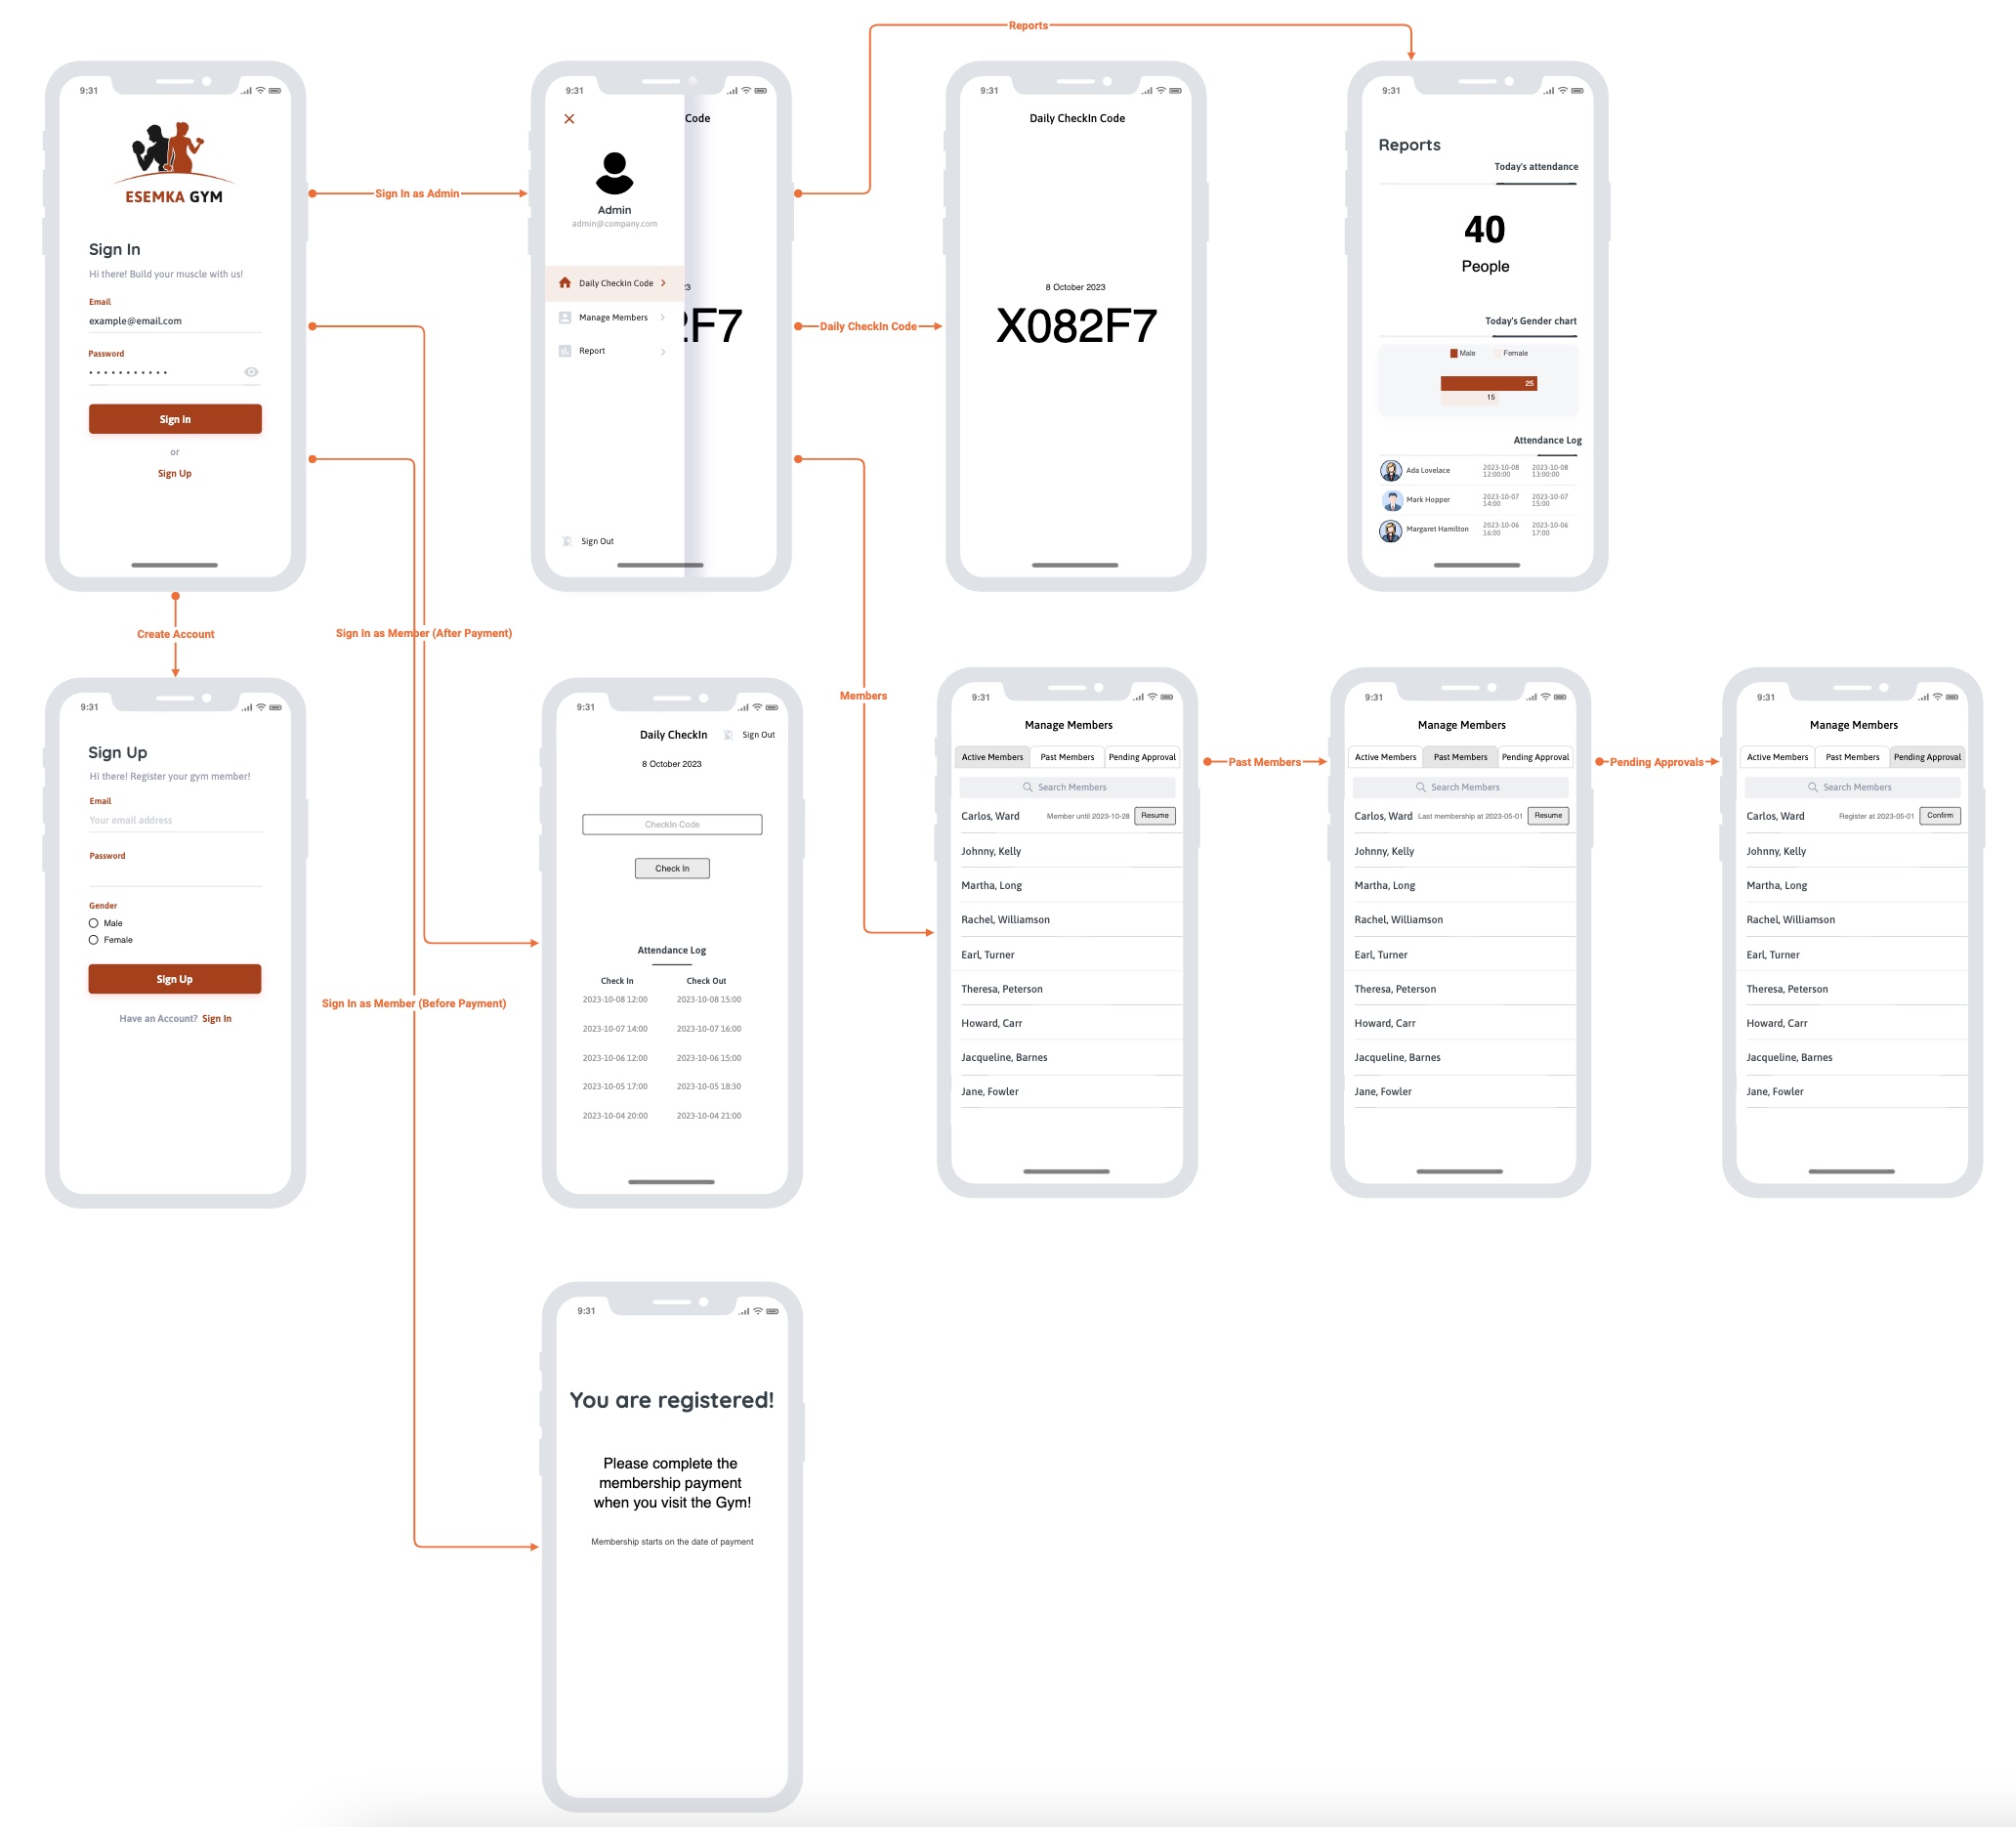 Reports
9:31
ESEMKA GYM
Sign In
Hi there! Build your muscle with us!
Email
example@email.com
Password
Sign In
or
Sign Up
Sign In as Admin
9:31
Code
Admin
admin@company.com
Daily Checkin Code
Manage Members
Report
Sign Out
3
2F7
Daily CheckIn Code
9:31
Daily CheckIn Code
8 October 2023
X082F7
9:31
Reports
Today's attendance
40
People
Today's Gender chart
Male Female
25
15
Attendance Log
Ada Lovelace 2023-10-08 12:00:00 2023-10-08 13:00:00
Mark Hopper 2023-10-07 14:00 2023-10-07 15:00
Margaret Hamilton 2023-10-06 16:00 2023-10-06 17:00
Create Account
Sign In as Member (After Payment)
Members
9:31
Sign Up
Hi there! Register your gym member!
Email
Your email address
Password
Gender
Male
Female
Sign Up
Have an Account? Sign In
Sign In as Member (Before Payment)
9:31
Daily CheckIn Sign Out
8 October 2023
CheckIn Code
Check In
Attendance Log
Check In Check Out
2023-10-08 12:00 2023-10-08 15:00
2023-10-07 14:00 2023-10-07 16:00
2023-10-06 12:00 2023-10-06 15:00
2023-10-05 17:00 2023-10-05 18:30
2023-10-04 20:00 2023-10-04 21:00
9:31
Manage Members
Active Members Past Members Pending Approval
Search Members
Carlos, Ward Member until 2023-10-28 Resume
Johnny, Kelly
Martha, Long
Rachel, Williamson
Earl, Turner
Theresa, Peterson
Howard, Carr
Jacqueline, Barnes
Jane, Fowler
Past Members
9:31
Manage Members
Active Members Past Members Pending Approval
Search Members
Carlos, Ward Last membership at 2023-05-01 Resume
Johnny, Kelly
Martha, Long
Rachel, Williamson
Earl, Turner
Theresa, Peterson
Howard, Carr
Jacqueline, Barnes
Jane, Fowler
Pending Approvals
9:31
Manage Members
Active Members Past Members Pending Approval
Search Members
Carlos, Ward Register at 2023-05-01 Confirm
Johnny, Kelly
Martha, Long
Rachel, Williamson
Earl, Turner
Theresa, Peterson
Howard, Carr
Jacqueline, Barnes
Jane, Fowler
9:31
You are registered!
Please complete the
membership payment
when you visit the Gym!
Membership starts on the date of payment